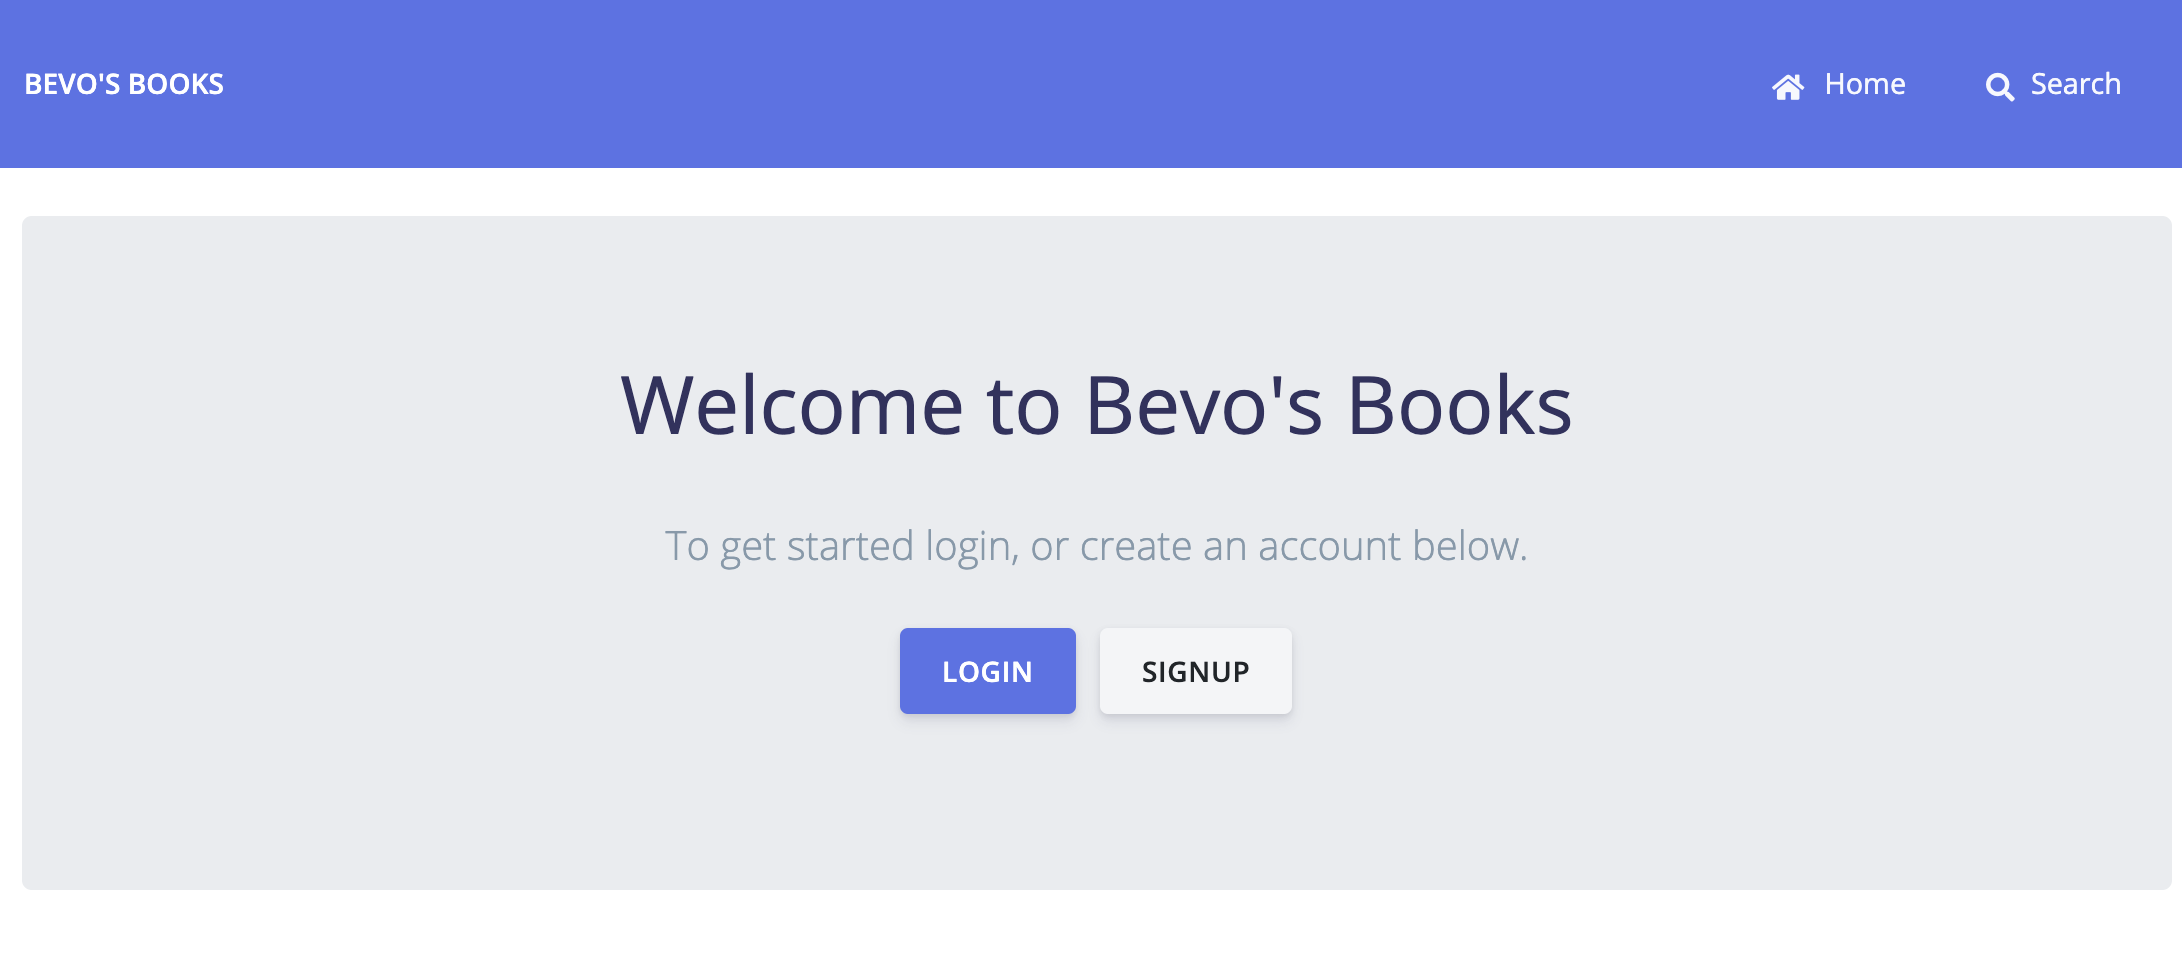 BEVO'S BOOKS
Home
Search
Welcome to Bevo's Books
To get started login, or create an account below.
LOGIN
SIGNUP